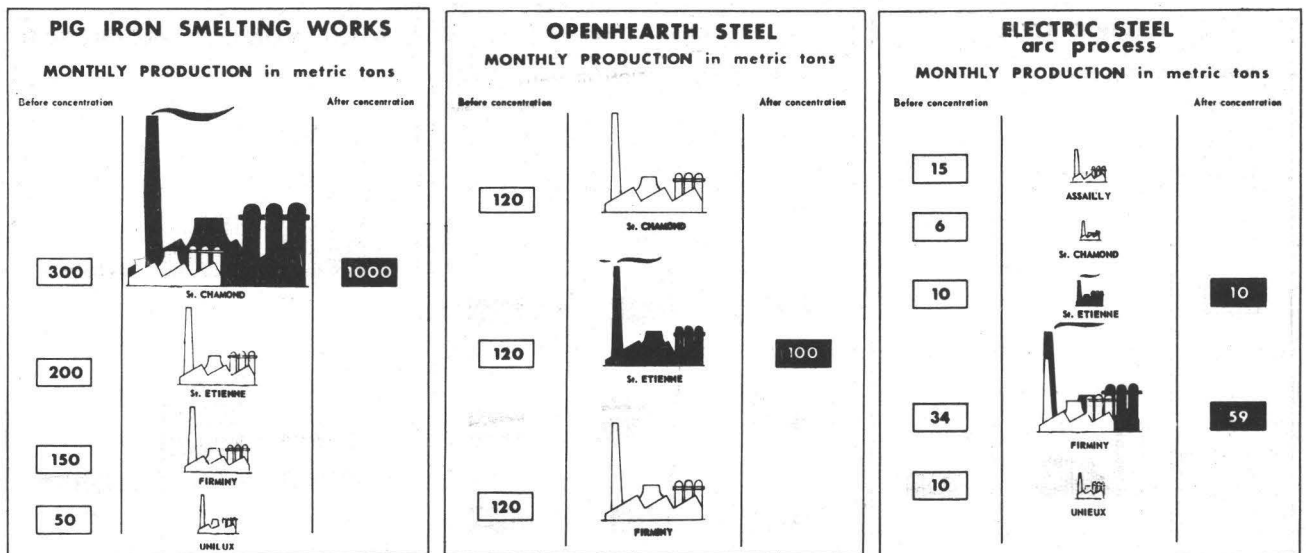 PIG IRON SMELTING WORKS
MONTHLY PRODUCTION in metric tons
Before concentration
After concentration
300
St. CHAMOND
1000
200
St. ETIENNE
150
FIRMINY
50
UNILUX
OPENHEARTH STEEL
MONTHLY PRODUCTION in metric tons
Before concentration
After concentration
120
St. CHAMOND
120
St. ETIENNE
100
120
FIRMINY
ELECTRIC STEEL
arc process
MONTHLY PRODUCTION in metric tons
Before concentration
After concentration
15
ASSAILLY
6
St. CHAMOND
10
St. ETIENNE
10
34
FIRMINY
59
10
UNIEUX